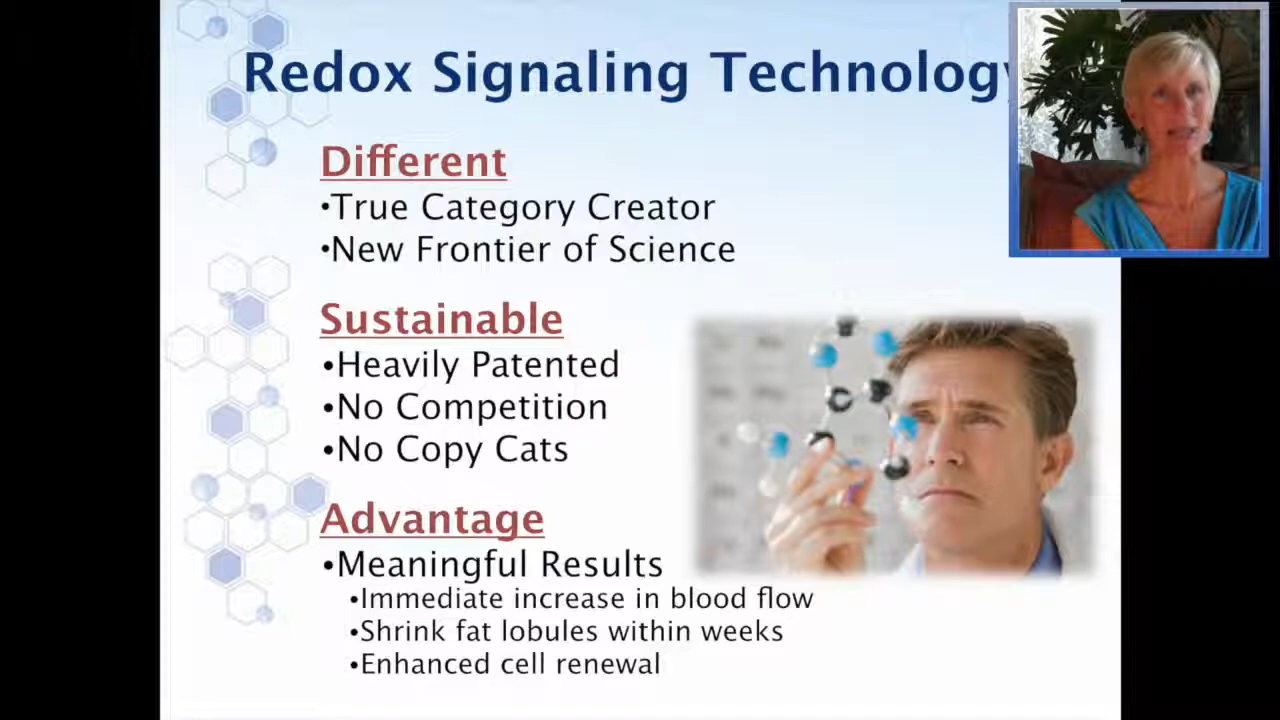 Redox Signaling Technology
Different
•True Category Creator
•New Frontier of Science
Sustainable
•Heavily Patented
•No Competition
•No Copy Cats
Advantage
•Meaningful Results
•Immediate increase in blood flow
•Shrink fat lobules within weeks
•Enhanced cell renewal